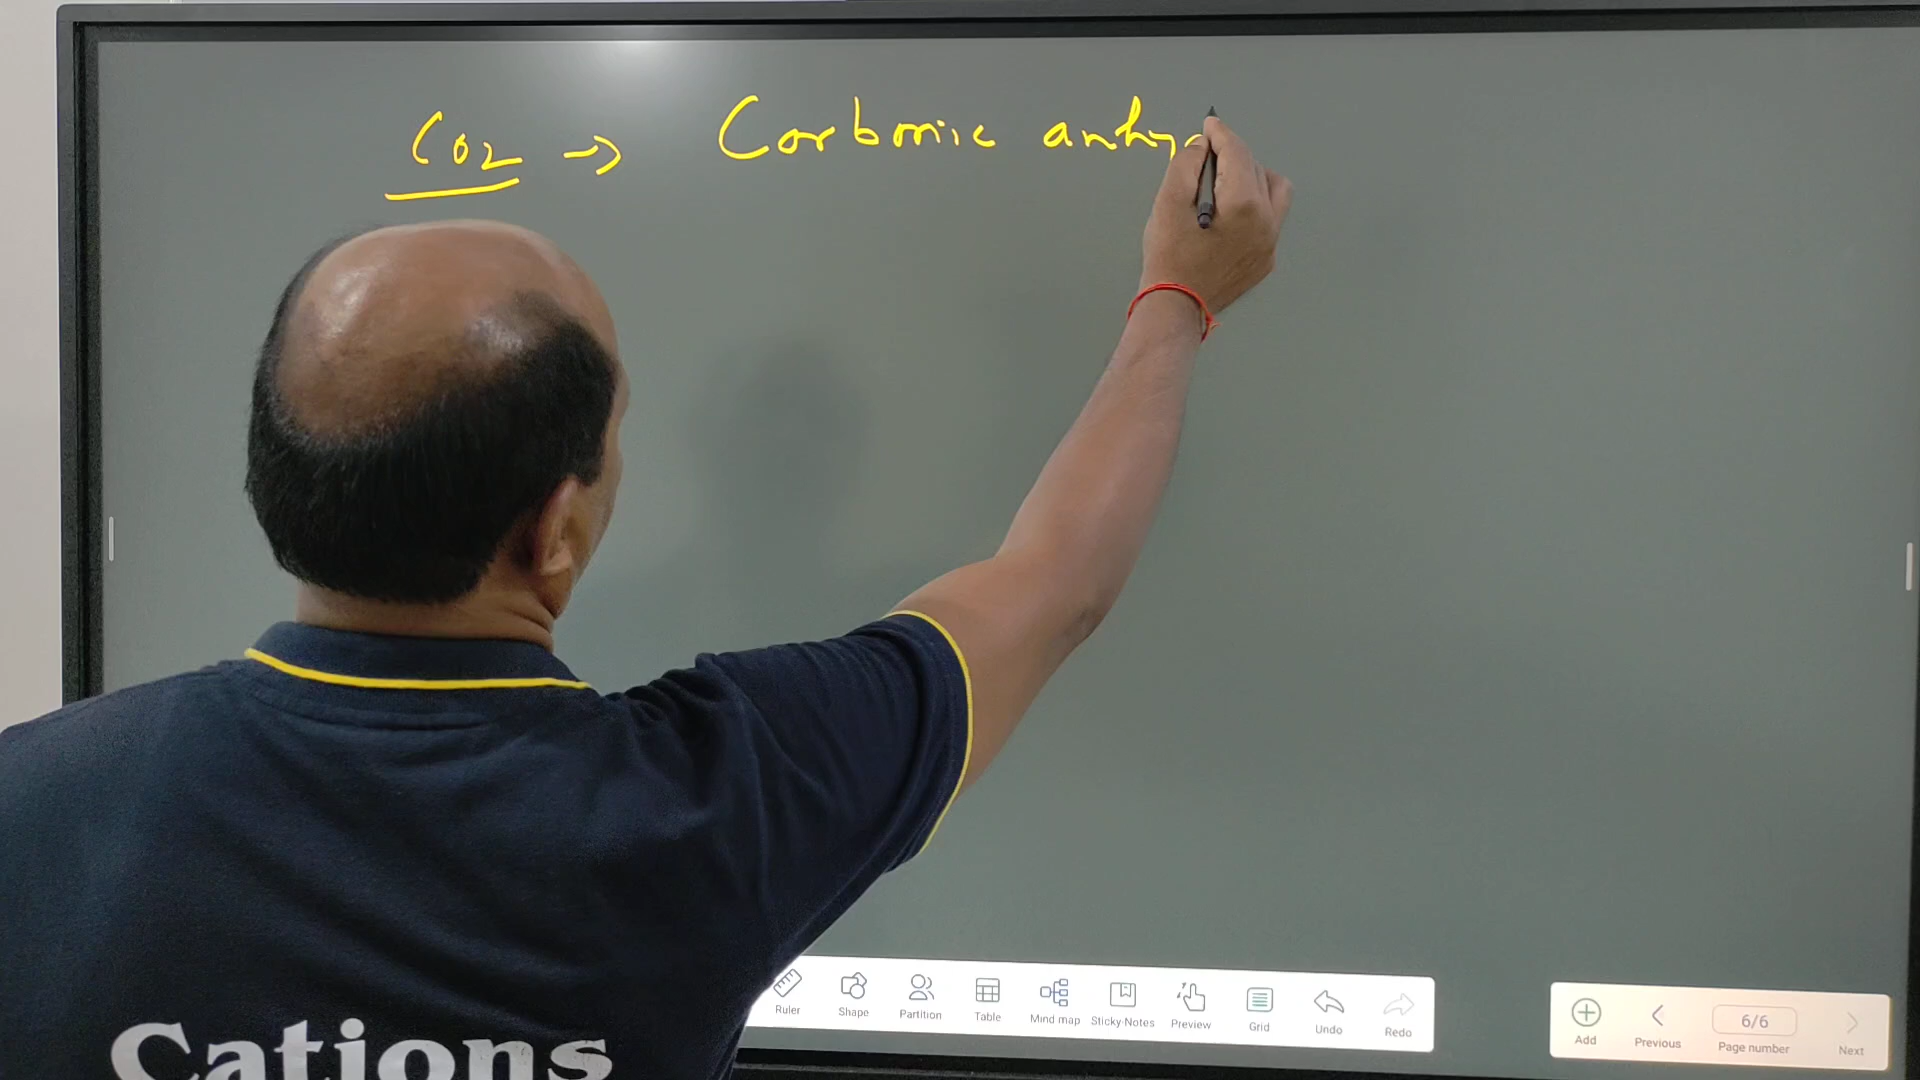 CO2 → Carbonic anhy
Cations
Ruler
Shape
Partition
Table
Mind map
Sticky Notes
Preview
Grid
Undo
Redo
Add
Previous
6/6
Page number
Next